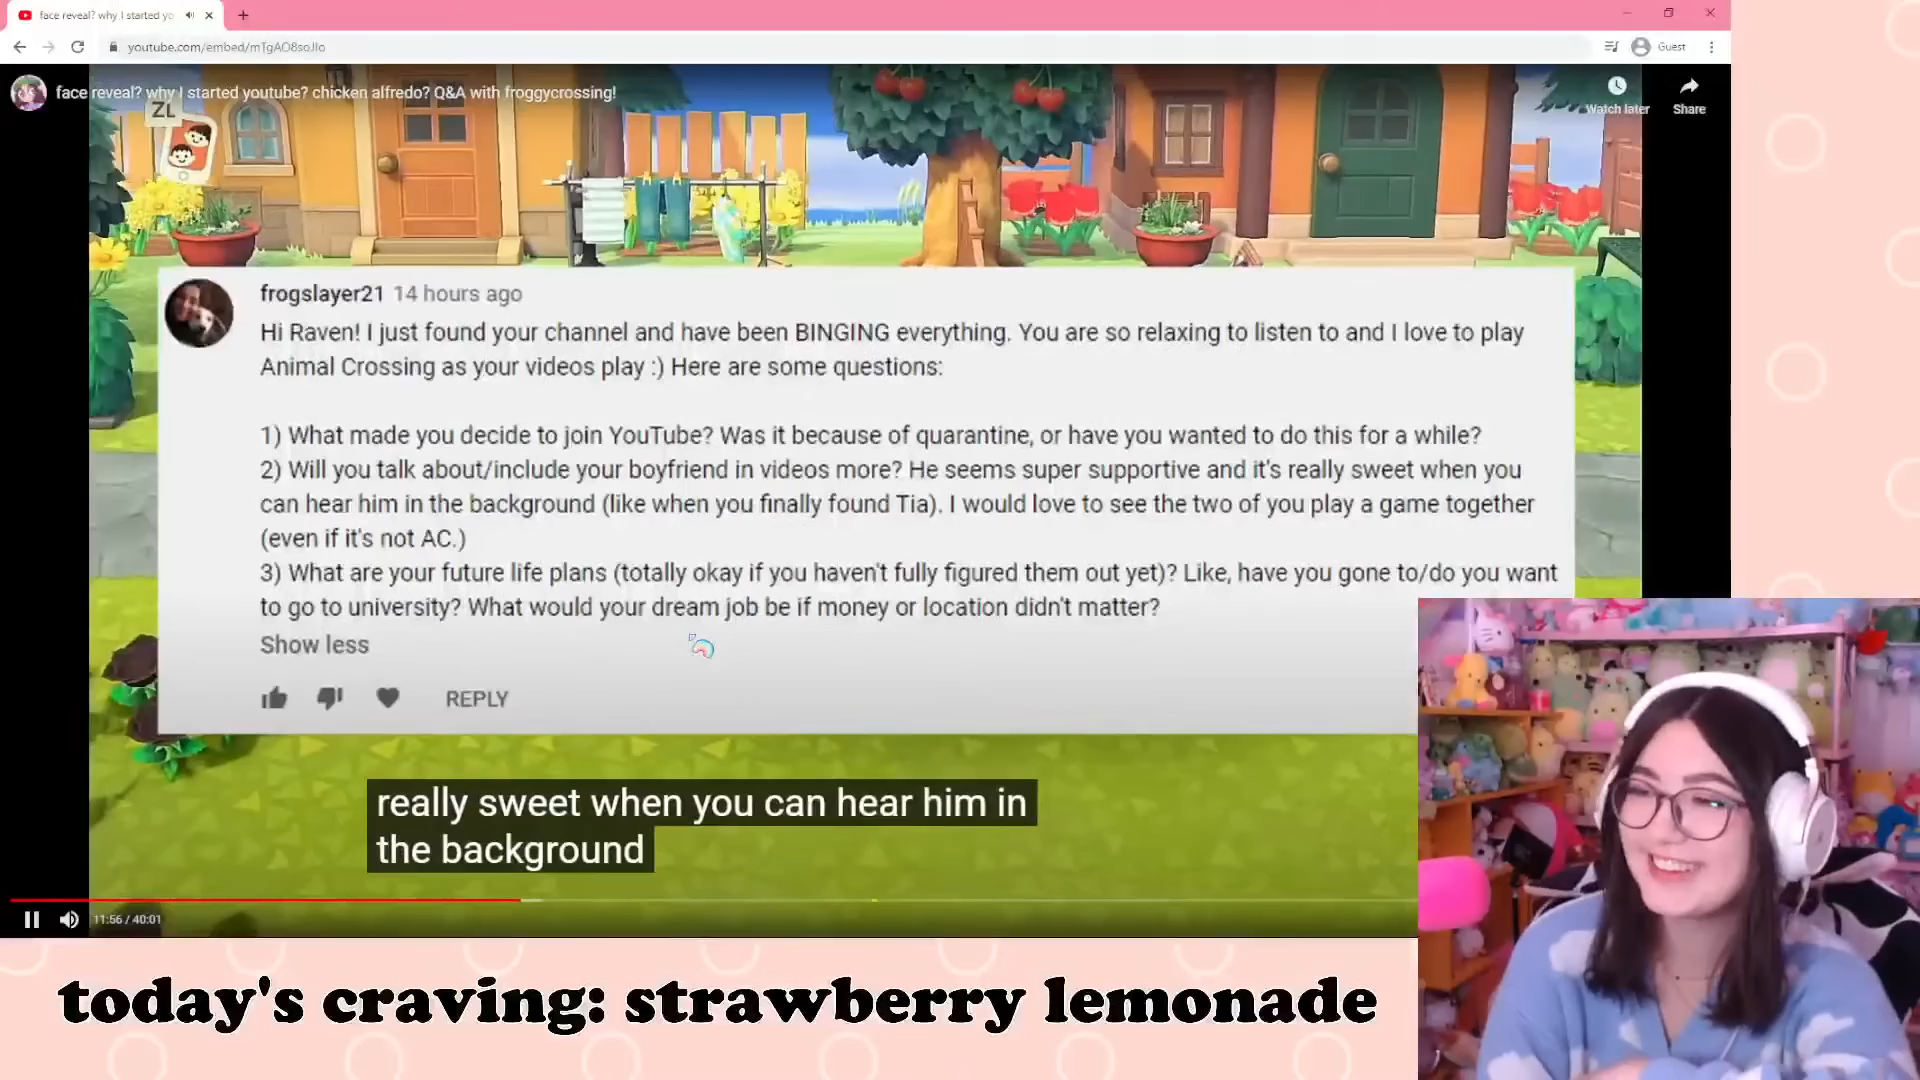 face reveal? why I started yo
youtube.com/embed/mTgAO8soJIo
Guest
face reveal? why I started youtube? chicken alfredo? Q&A with froggycrossing!
Watch later
Share
ZL
frogslayer21 14 hours ago
Hi Raven! I just found your channel and have been BINGING everything. You are so relaxing to listen to and I love to play
Animal Crossing as your videos play :) Here are some questions:
1) What made you decide to join YouTube? Was it because of quarantine, or have you wanted to do this for a while?
2) Will you talk about/include your boyfriend in videos more? He seems super supportive and it's really sweet when you
can hear him in the background (like when you finally found Tia). I would love to see the two of you play a game together
(even if it's not AC.)
3) What are your future life plans (totally okay if you haven't fully figured them out yet)? Like, have you gone to/do you want
to go to university? What would your dream job be if money or location didn't matter?
Show less
REPLY
really sweet when you can hear him in
the background
11:56 / 40:01
today's craving: strawberry lemonade